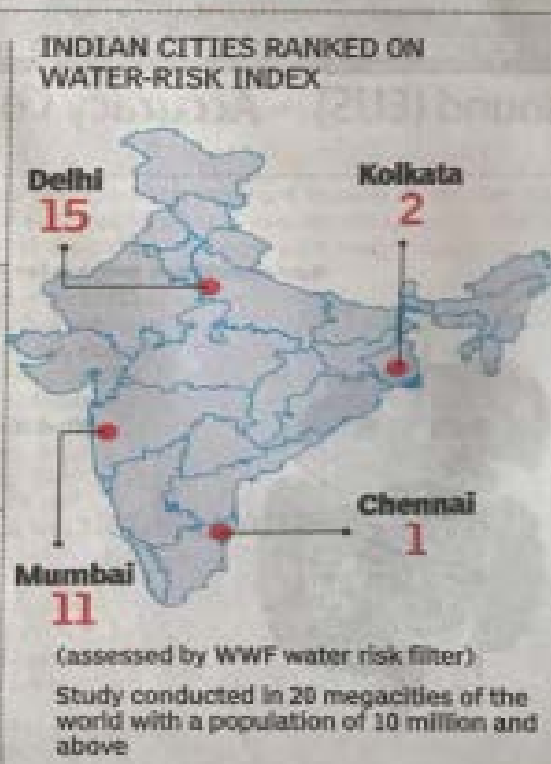 INDIAN CITIES RANKED ON
WATER-RISK INDEX
Delhi
15
Kolkata
2
Chennai
1
Mumbai
11
(assessed by WWF water risk filter)
Study conducted in 20 megacities of the
world with a population of 10 million and
above